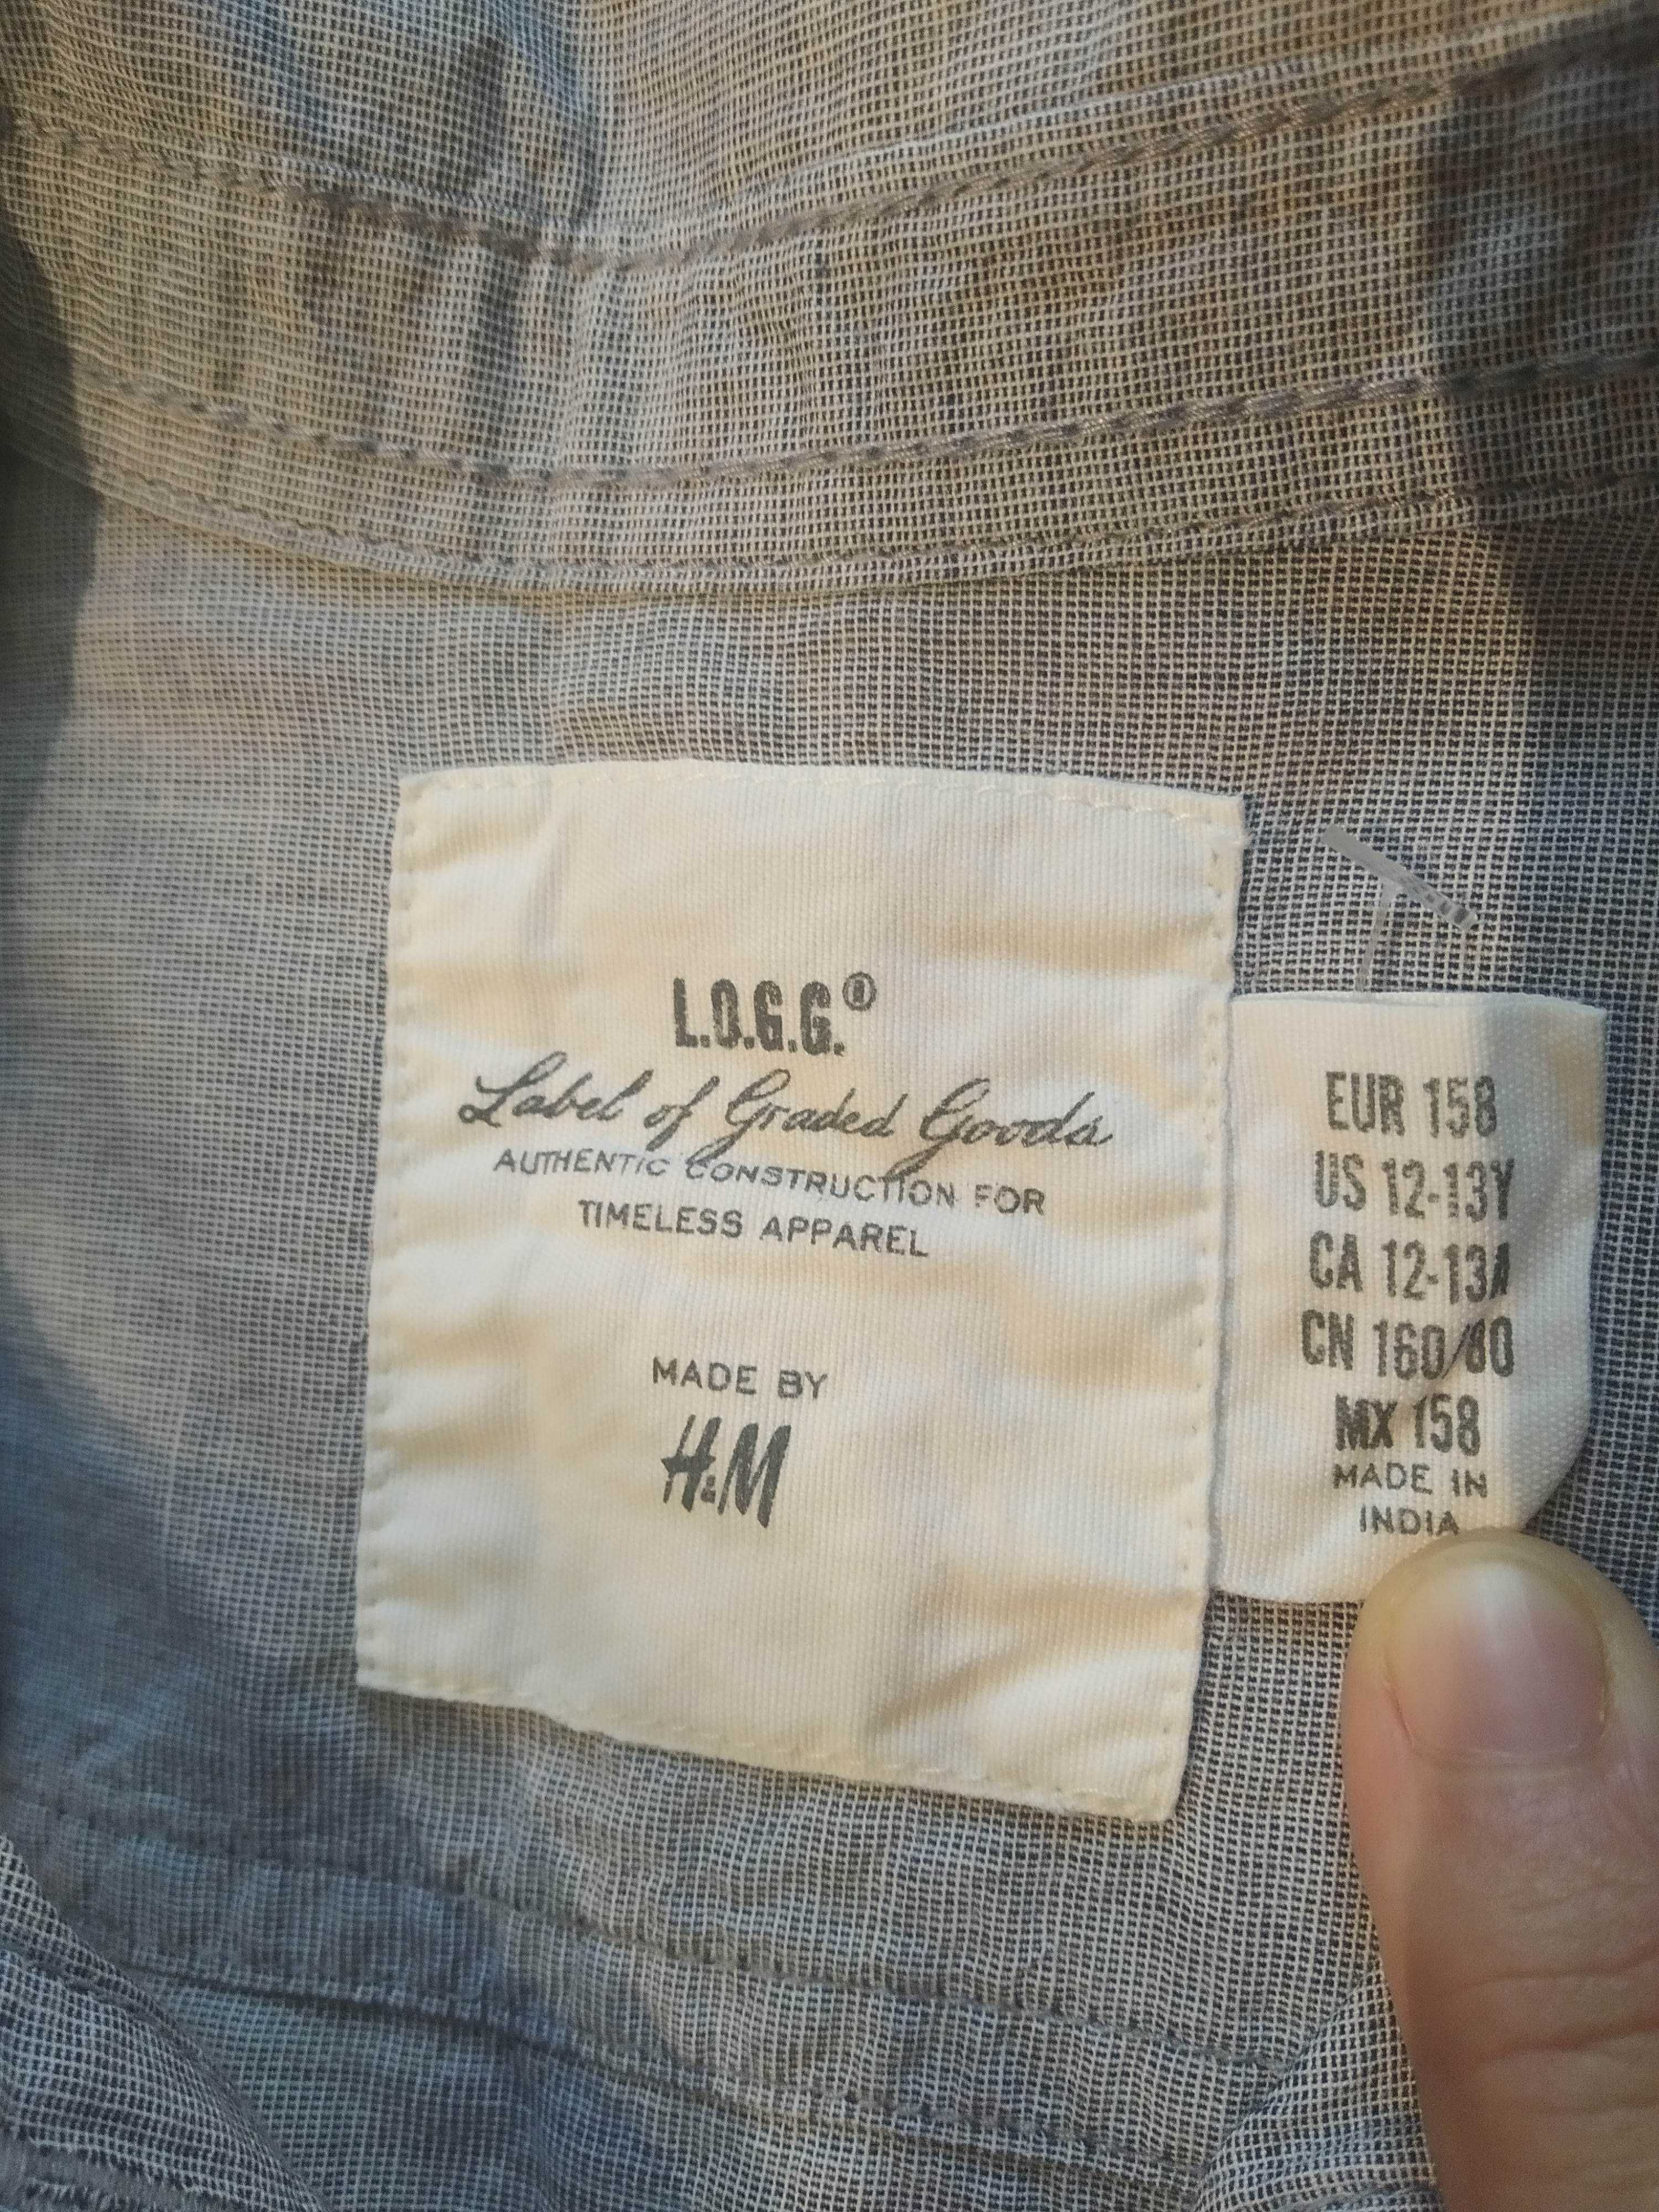 L.O.G.G.®
Label of Graded Goods
AUTHENTIC CONSTRUCTION FOR
TIMELESS APPAREL
MADE BY
H&M
EUR 158
US 12-13Y
CA 12-13A
CN 160/80
MX 158
MADE IN
INDIA